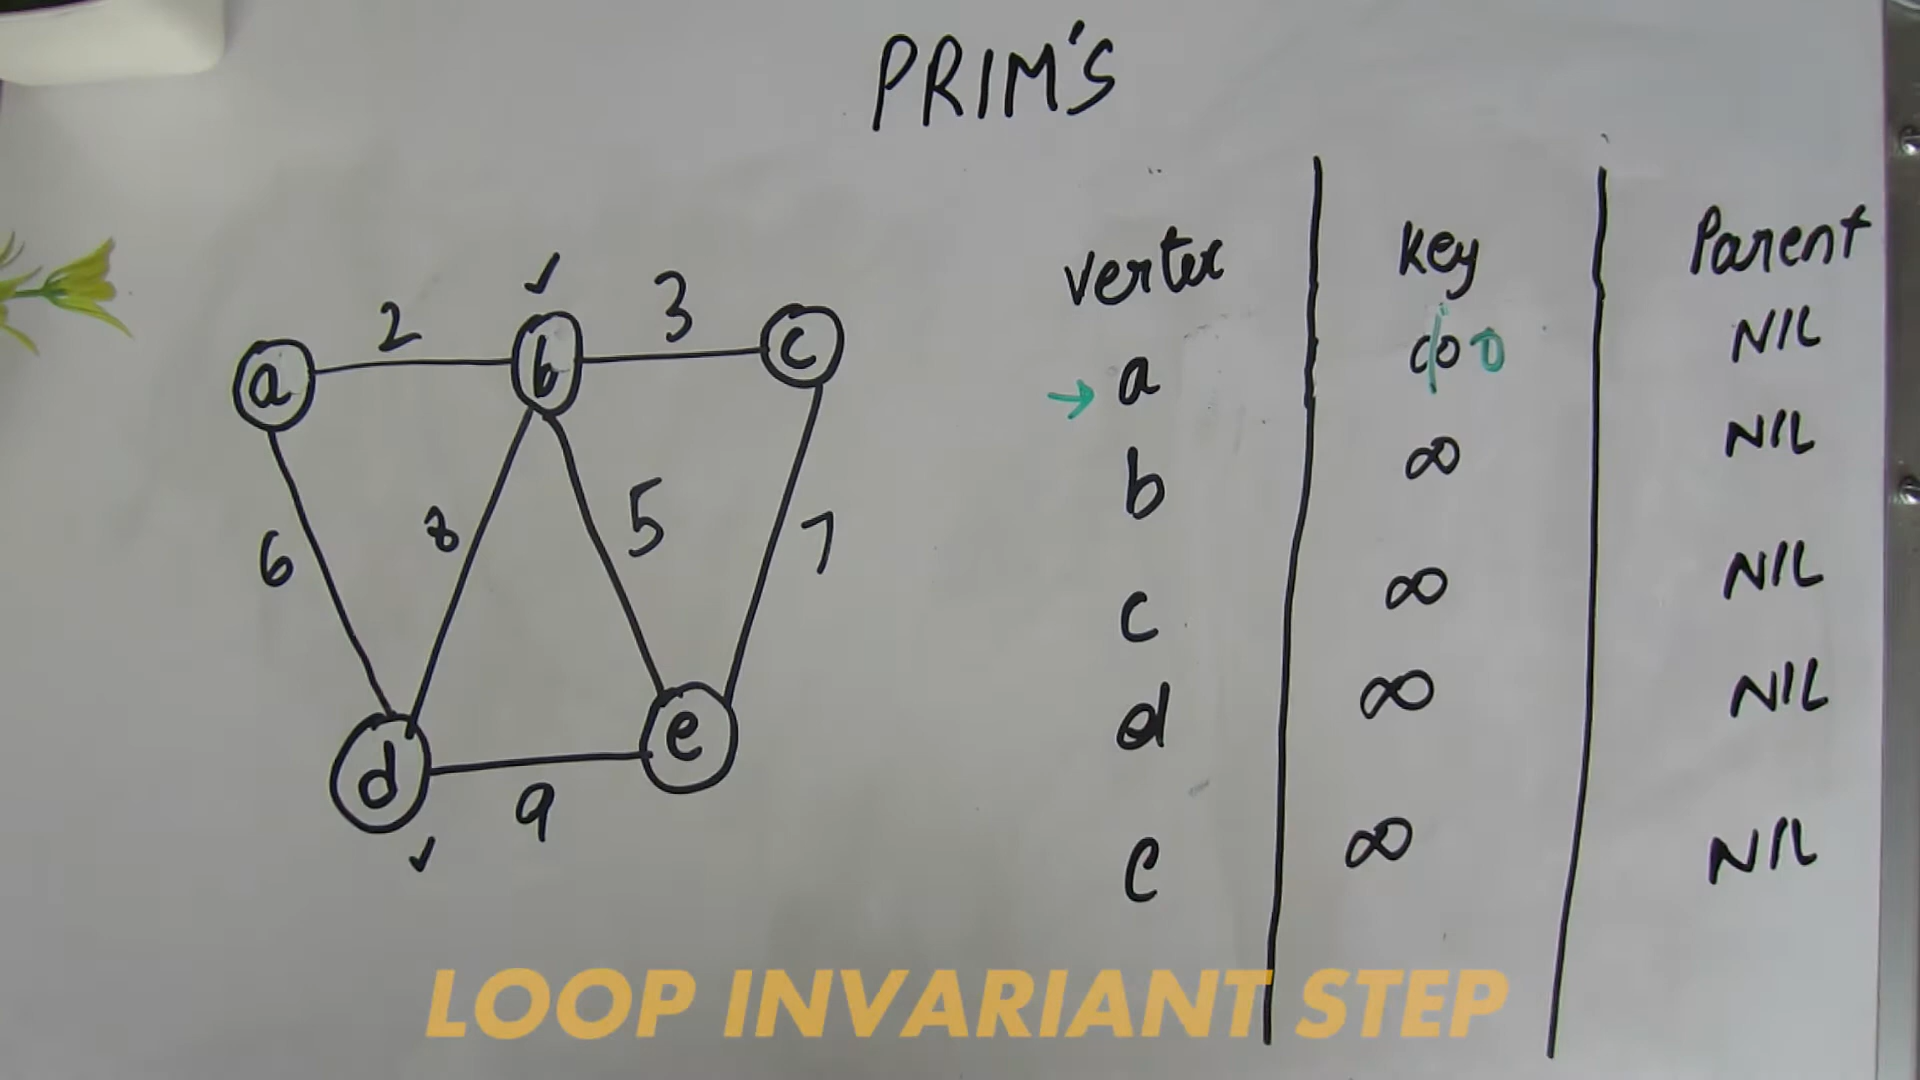 PRIM'S
vertex | key | Parent
a | ∞ 0 | NIL
b | ∞ | NIL
c | ∞ | NIL
d | ∞ | NIL
c | ∞ | NIL
✓
2 3
a b c
6 8 5 7
d e
9
✓
LOOP INVARIANT STEP